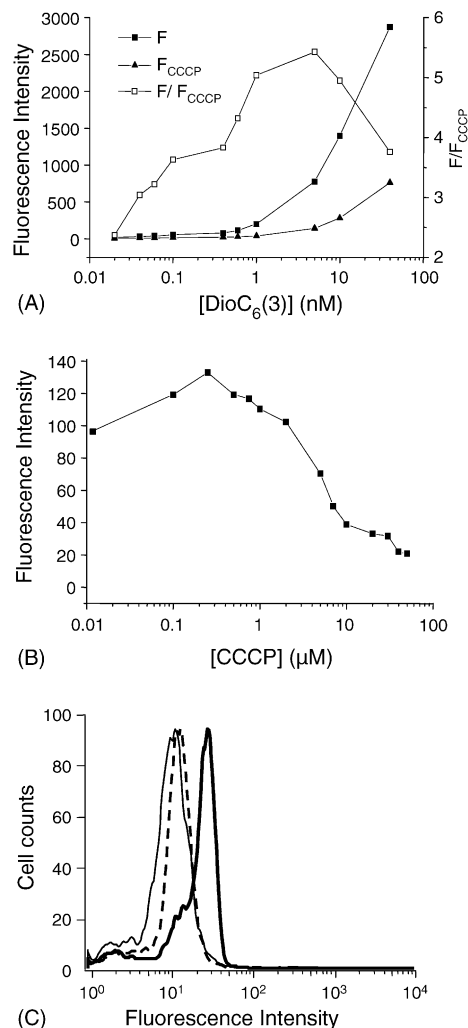 3000
2500
2000
1500
1000
500
0
Fluorescence Intensity
F
F_CCCP
F/ F_CCCP
6
5
4
3
2
F/F_CCCP
0.01 0.1 1 10 100
[DioC_6(3)] (nM)
(A)
140
120
100
80
60
40
20
0
Fluorescence Intensity
0.01 0.1 1 10 100
[CCCP] (μM)
(B)
100
80
60
40
20
0
Cell counts
10^0 10^1 10^2 10^3 10^4
Fluorescence Intensity
(C)